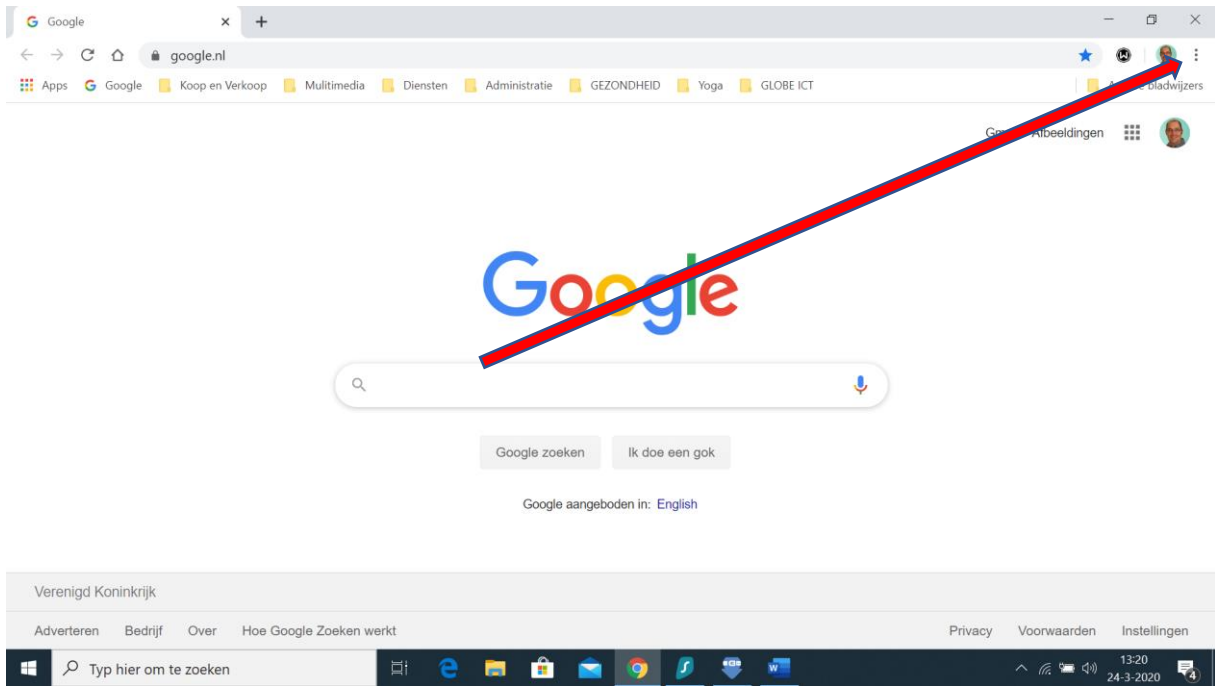 Google
google.nl
Apps Google Koop en Verkoop Mulitimedia Diensten Administratie GEZONDHEID Yoga GLOBE ICT bladwijzers
Afbeeldingen
Google
Google zoeken Ik doe een gok
Google aangeboden in: English
Verenigd Koninkrijk
Adverteren Bedrijf Over Hoe Google Zoeken werkt Privacy Voorwaarden Instellingen
Typ hier om te zoeken 13:20
24-3-2020 4